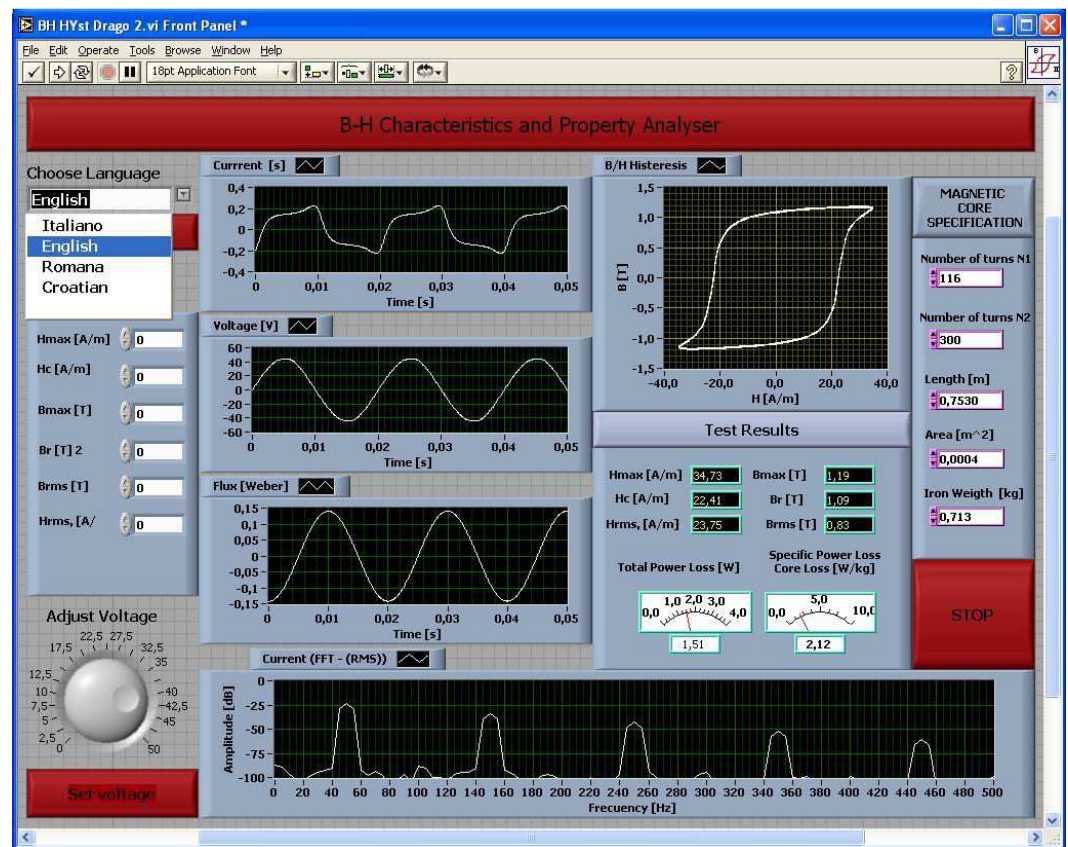 BH HYst Drago 2.vi Front Panel *
File Edit Operate Tools Browse Window Help
18pt Application Font
B-H Characteristics and Property Analyser
Choose Language
English
Italiano
English
Romana
Croatian
Hmax [A/m] 0
Hc [A/m] 0
Bmax [T] 0
Br [T] 2 0
Brms [T] 0
Hrms, [A/ 0
Adjust Voltage
0 2,5 5 7,5 10 12,5 17,5 22,5 27,5 32,5 35 40 42,5 45 50
Set voltage
Currrent [s]
0,4
0,2
0
-0,2
-0,4
0 0,01 0,02 0,03 0,04 0,05
Time [s]
Voltage [V]
60
40
20
0
-20
-40
-60
0 0,01 0,02 0,03 0,04 0,05
Time [s]
Flux [Weber]
0,15
0,1
0,05
0
-0,05
-0,1
-0,15
0 0,01 0,02 0,03 0,04 0,05
Time [s]
B/H Histeresis
B [T]
1,5
1,0
0,5
0,0
-0,5
-1,0
-1,5
-40,0 -20,0 0,0 20,0 40,0
H [A/m]
Test Results
Hmax [A/m] 34,73 Bmax [T] 1,19
Hc [A/m] 22,41 Br [T] 1,09
Hrms, [A/m] 23,75 Brms [T] 0,83
Total Power Loss [W]
0,0 1,0 2,0 3,0 4,0
1,51
Specific Power Loss
Core Loss [W/kg]
0,0 5,0 10,0
2,12
MAGNETIC
CORE
SPECIFICATION
Number of turns N1
116
Number of turns N2
300
Length [m]
0,7530
Area [m^2]
0,0004
Iron Weigth [kg]
0,713
STOP
Current (FFT - (RMS))
Amplitude [dB]
0
-25
-50
-75
-100
0 20 40 60 80 100 120 140 160 180 200 220 240 260 280 300 320 340 360 380 400 420 440 460 480 500
Frecuency [Hz]